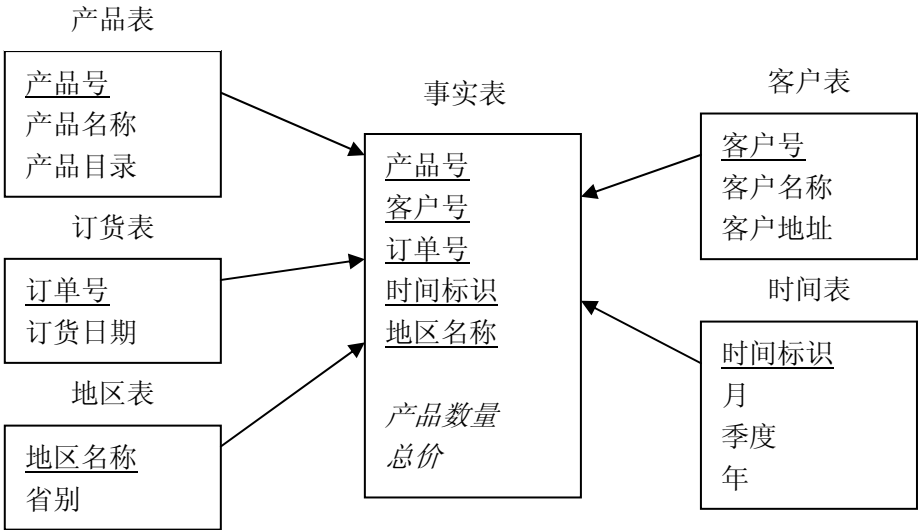 产品表
产品号
产品名称
产品目录
订货表
订单号
订货日期
地区表
地区名称
省别
事实表
产品号
客户号
订单号
时间标识
地区名称
产品数量
总价
客户表
客户号
客户名称
客户地址
时间表
时间标识
月
季度
年